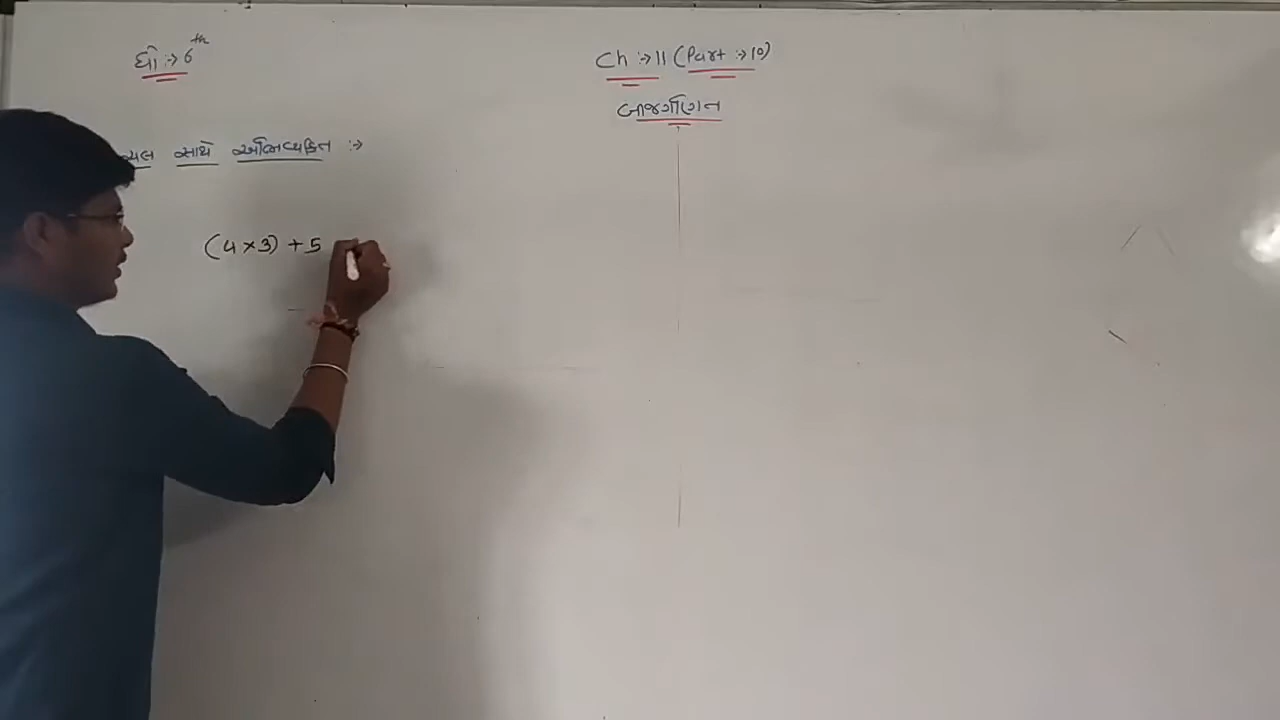 ધો :→ 6th
Ch :→ 11 (Part :→ 10)
બીજગણિત
સાથે અભિવ્યક્તિ :→
(4 × 3) + 5